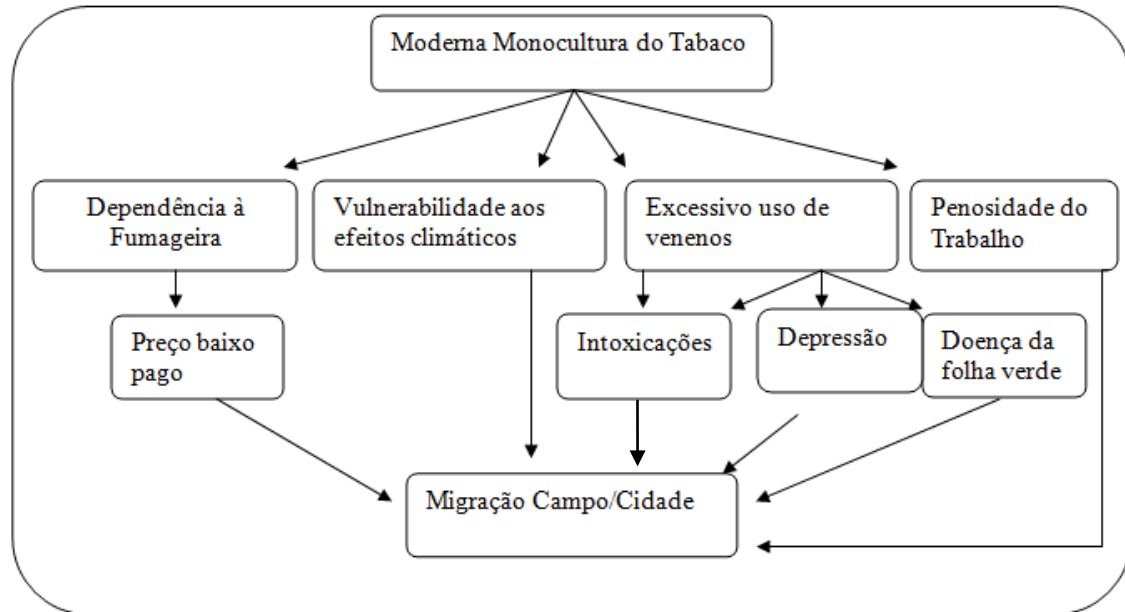 Moderna Monocultura do Tabaco
Dependência à
Fumageira
Vulnerabilidade aos
efeitos climáticos
Excessivo uso de
venenos
Penosidade do
Trabalho
Preço baixo
pago
Intoxicações
Depressão
Doença da
folha verde
Migração Campo/Cidade